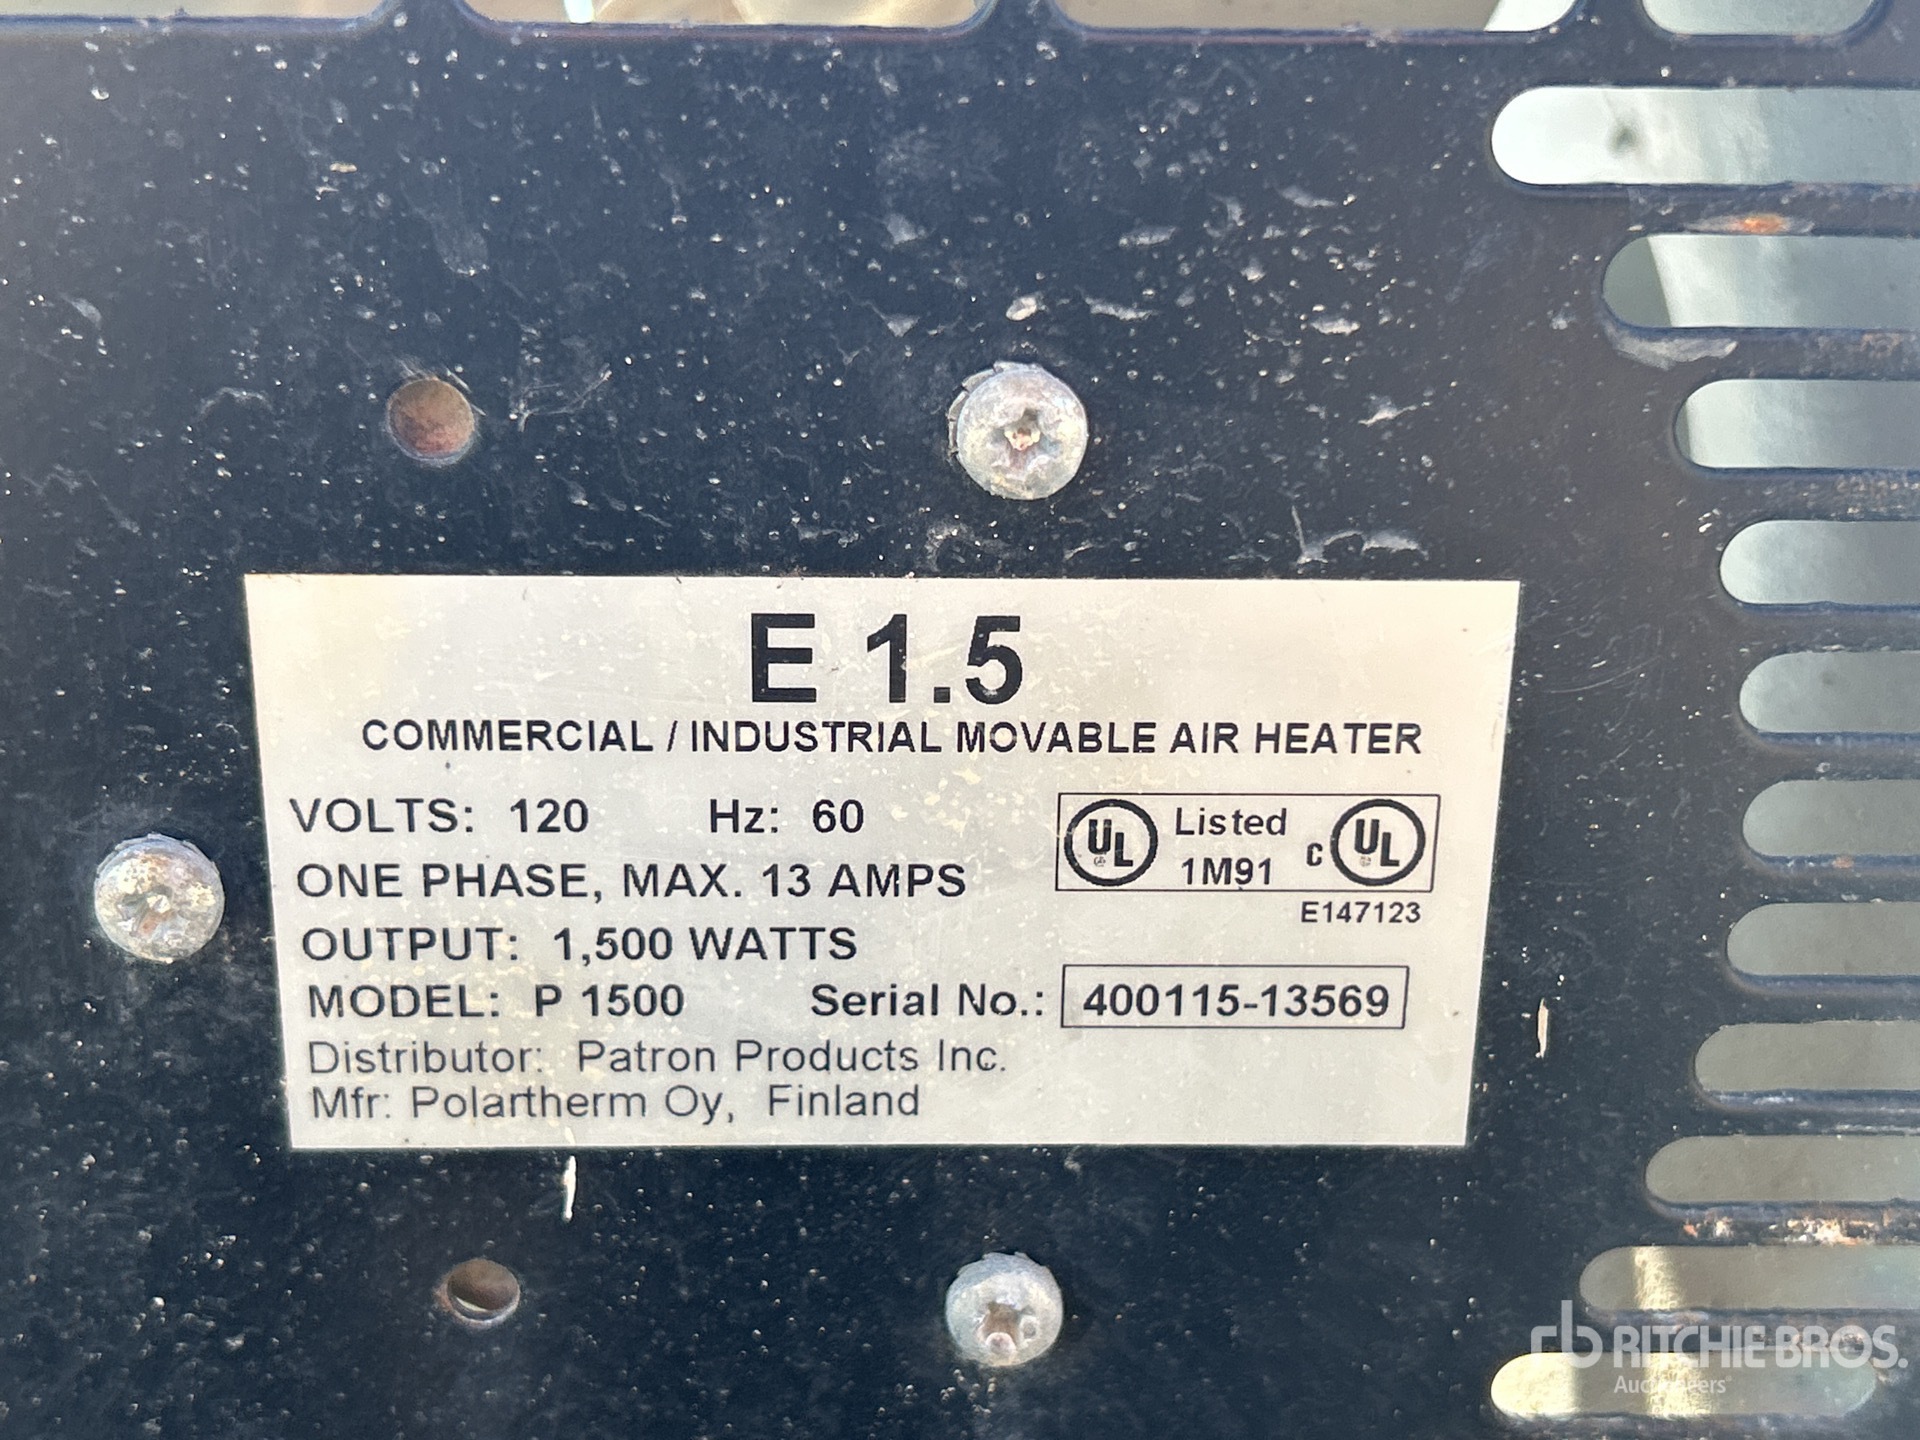 E 1.5
COMMERCIAL / INDUSTRIAL MOVABLE AIR HEATER
VOLTS: 120 Hz: 60
ONE PHASE, MAX. 13 AMPS
UL Listed 1M91 c UL
E147123
OUTPUT: 1,500 WATTS
MODEL: P 1500 Serial No.: 400115-13569
Distributor: Patron Products Inc.
Mfr: Polartherm Oy, Finland
rb RITCHIE BROS.
Auctioneers